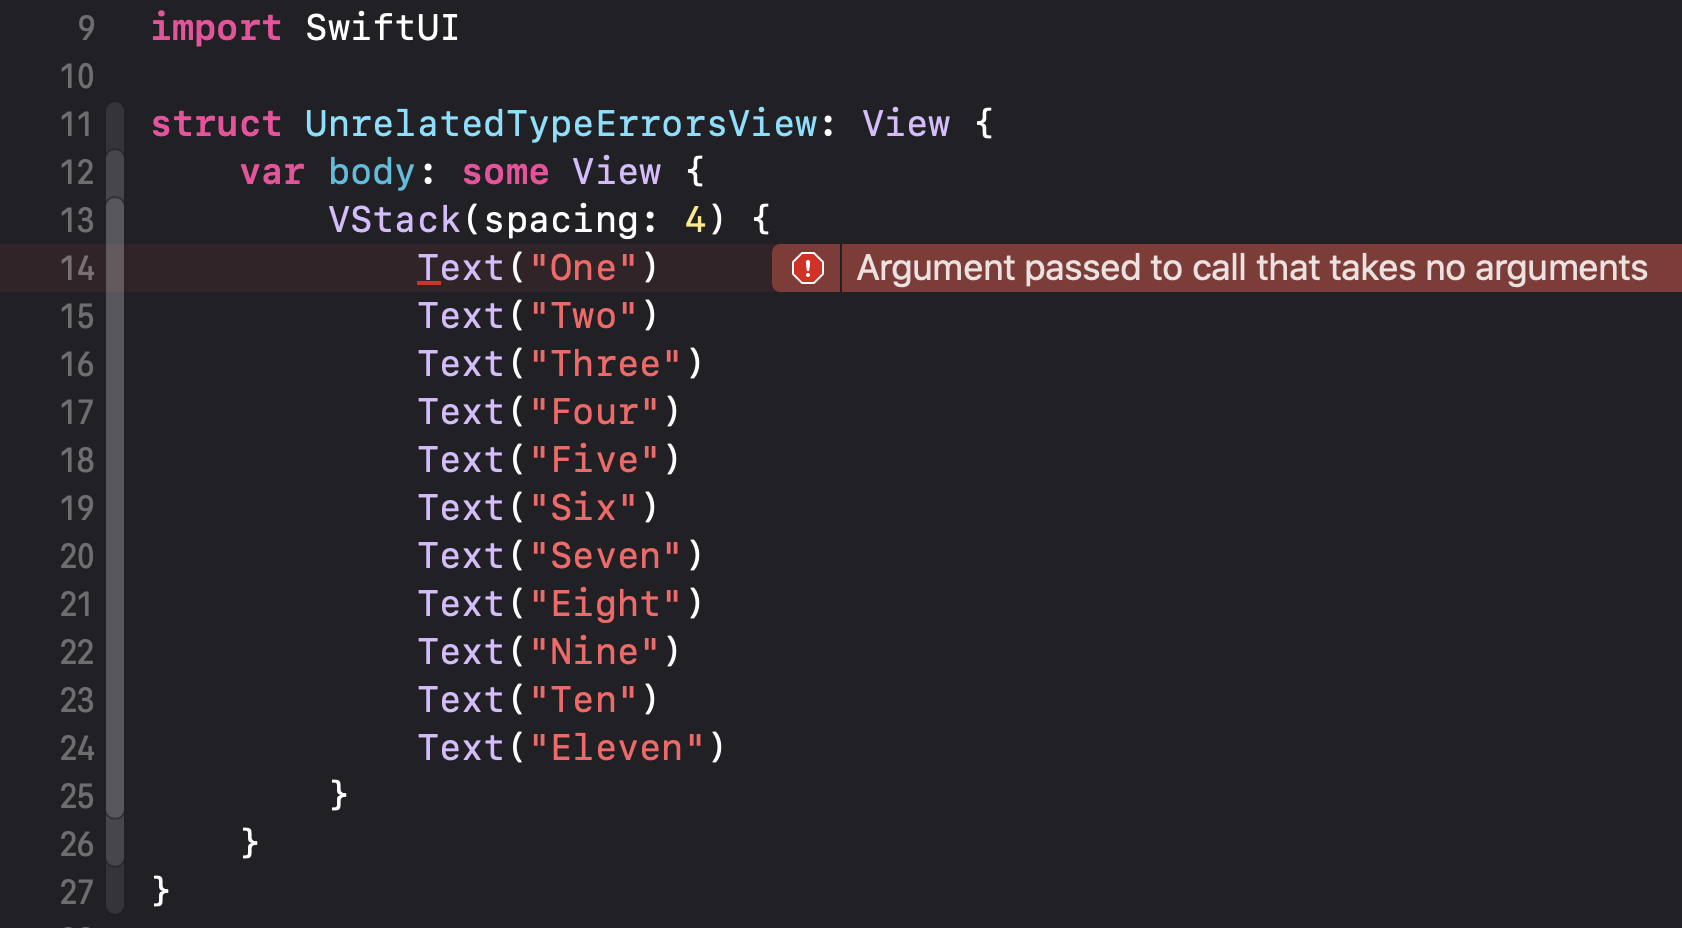 9 import SwiftUI
10
11 struct UnrelatedTypeErrorsView: View {
12     var body: some View {
13         VStack(spacing: 4) {
14             Text("One") Argument passed to call that takes no arguments
15             Text("Two")
16             Text("Three")
17             Text("Four")
18             Text("Five")
19             Text("Six")
20             Text("Seven")
21             Text("Eight")
22             Text("Nine")
23             Text("Ten")
24             Text("Eleven")
25         }
26     }
27 }